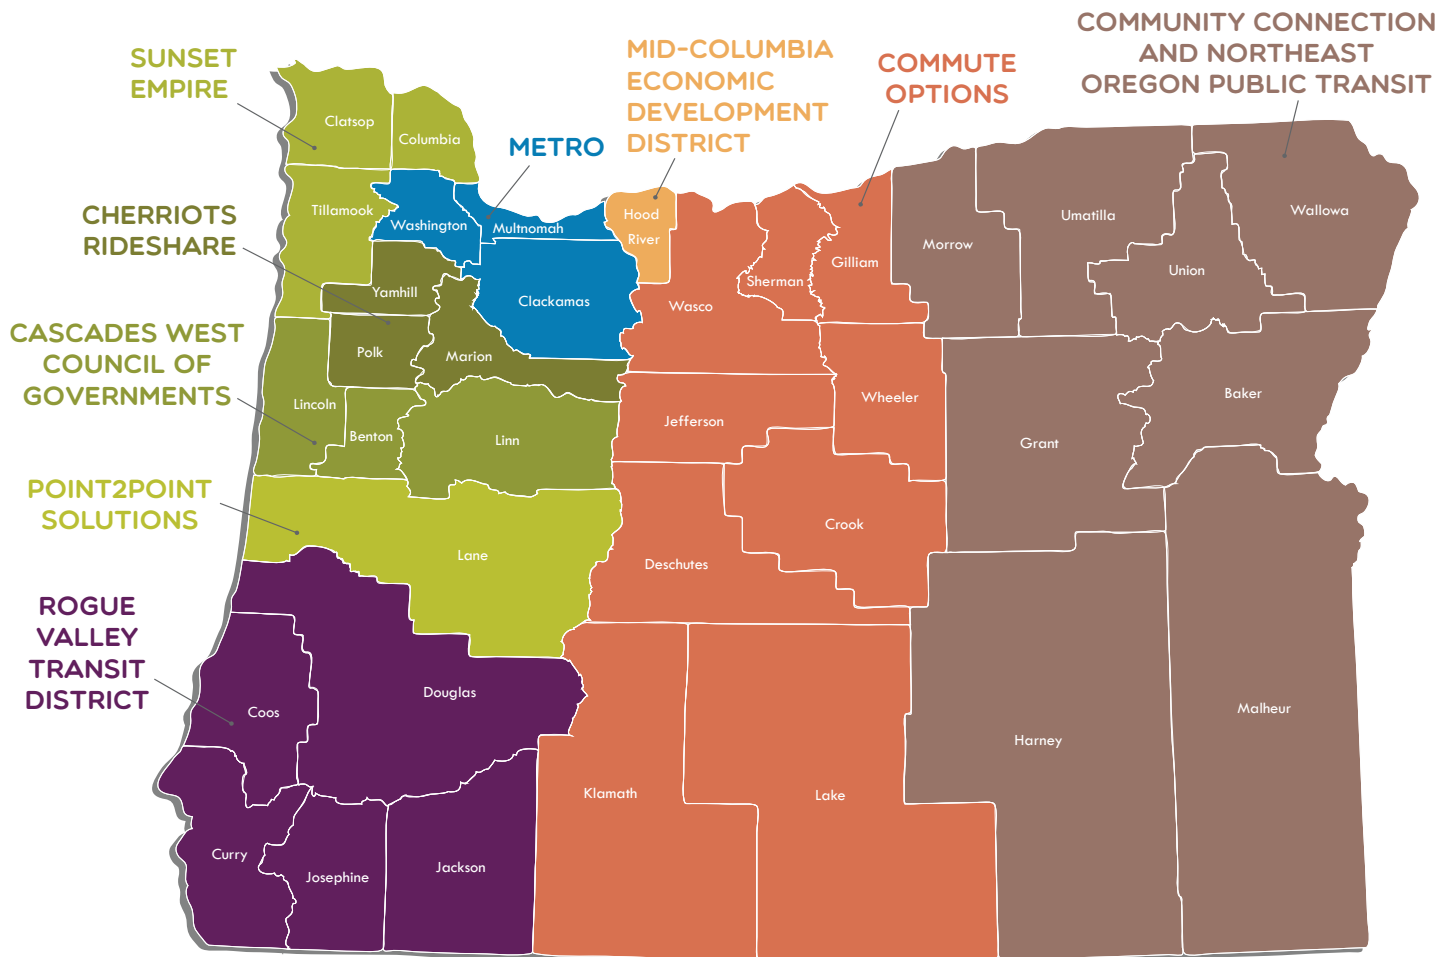 SUNSET
EMPIRE
MID-COLUMBIA
ECONOMIC
DEVELOPMENT
DISTRICT
COMMUTE
OPTIONS
COMMUNITY CONNECTION
AND NORTHEAST
OREGON PUBLIC TRANSIT
METRO
CHERRIOTS
RIDESHARE
CASCADES WEST
COUNCIL OF
GOVERNMENTS
POINT2POINT
SOLUTIONS
ROGUE
VALLEY
TRANSIT
DISTRICT
Clatsop
Columbia
Tillamook
Washington
Multnomah
Hood
River
Clackamas
Yamhill
Polk
Marion
Lincoln
Benton
Linn
Lane
Douglas
Coos
Curry
Josephine
Jackson
Wasco
Sherman
Gilliam
Jefferson
Wheeler
Crook
Deschutes
Klamath
Lake
Morrow
Umatilla
Union
Wallowa
Grant
Baker
Harney
Malheur